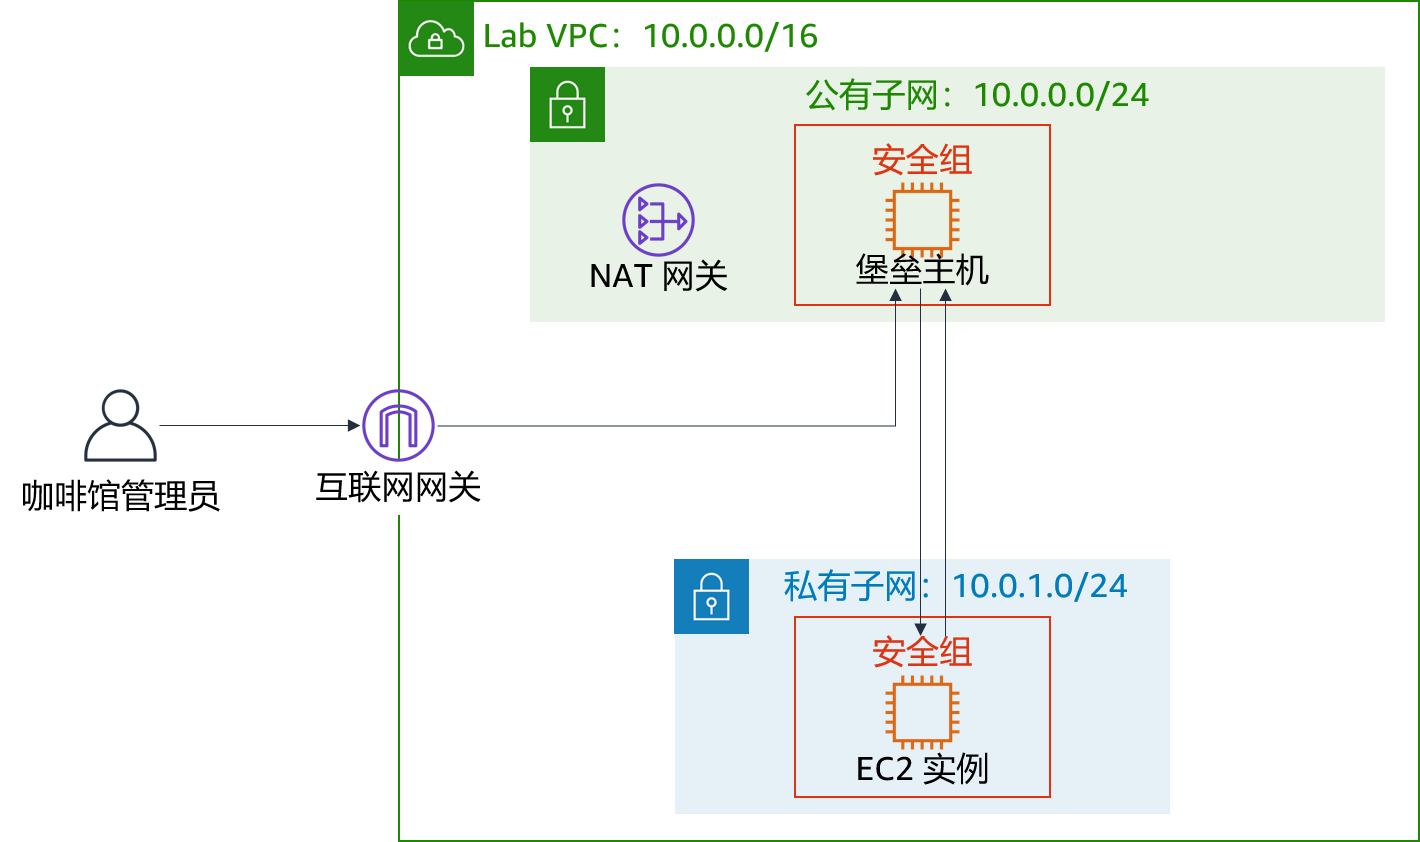 Lab VPC：10.0.0.0/16
公有子网：10.0.0.0/24
安全组
堡垒主机
NAT 网关
咖啡馆管理员
互联网网关
私有子网：10.0.1.0/24
安全组
EC2 实例